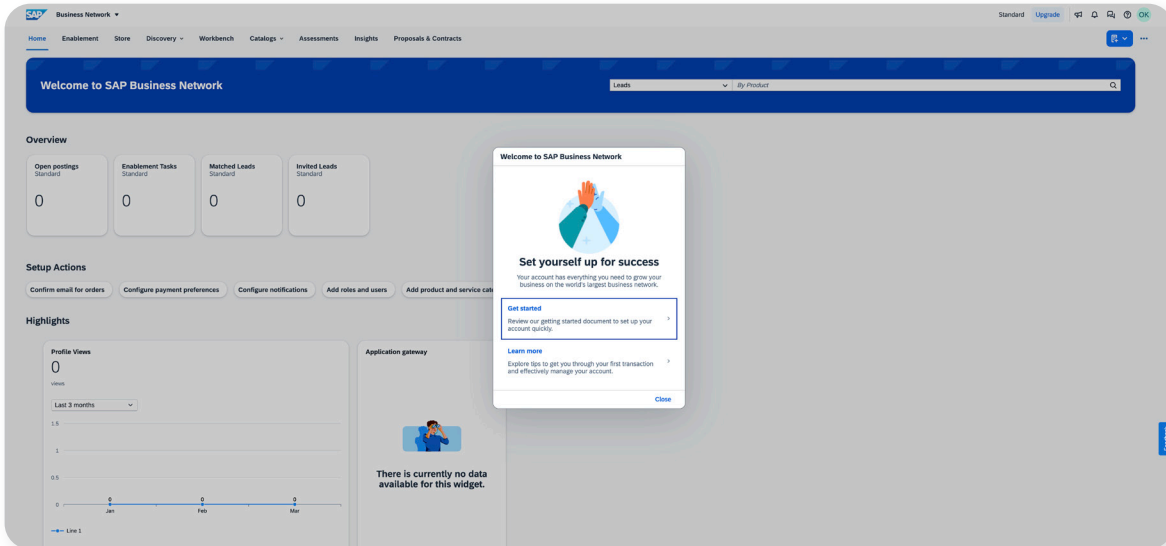 SAP Business Network
Standard Upgrade OK
Home Enablement Store Discovery Workbench Catalogs Assessments Insights Proposals & Contracts
Welcome to SAP Business Network
Leads By Product
Overview
Open postings
Standard
0
Enablement Tasks
Standard
0
Matched Leads
Standard
0
Invited Leads
Standard
0
Setup Actions
Confirm email for orders Configure payment preferences Configure notifications Add roles and users Add product and service
Highlights
Profile Views
0
views
Last 3 months
1.5
1
0.5
0
0 0 0
Jan Feb Mar
Line 1
Application gateway
There is currently no data
available for this widget.
Welcome to SAP Business Network
Set yourself up for success
Your account has everything you need to grow your
business on the world's largest business network.
Get started
Review our getting started document to set up your
account quickly.
Learn more
Explore tips to get you through your first transaction
and effectively manage your account.
Close